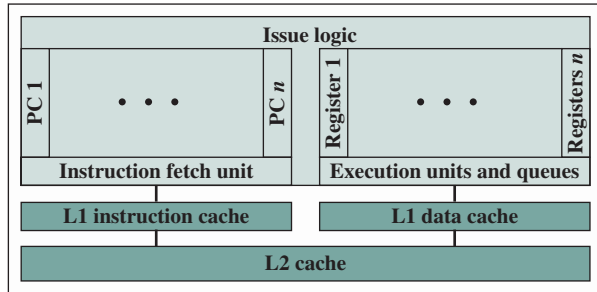 Issue logic
PC 1
• • •
PC n
Register 1
• • •
Registers n
Instruction fetch unit
Execution units and queues
L1 instruction cache
L1 data cache
L2 cache